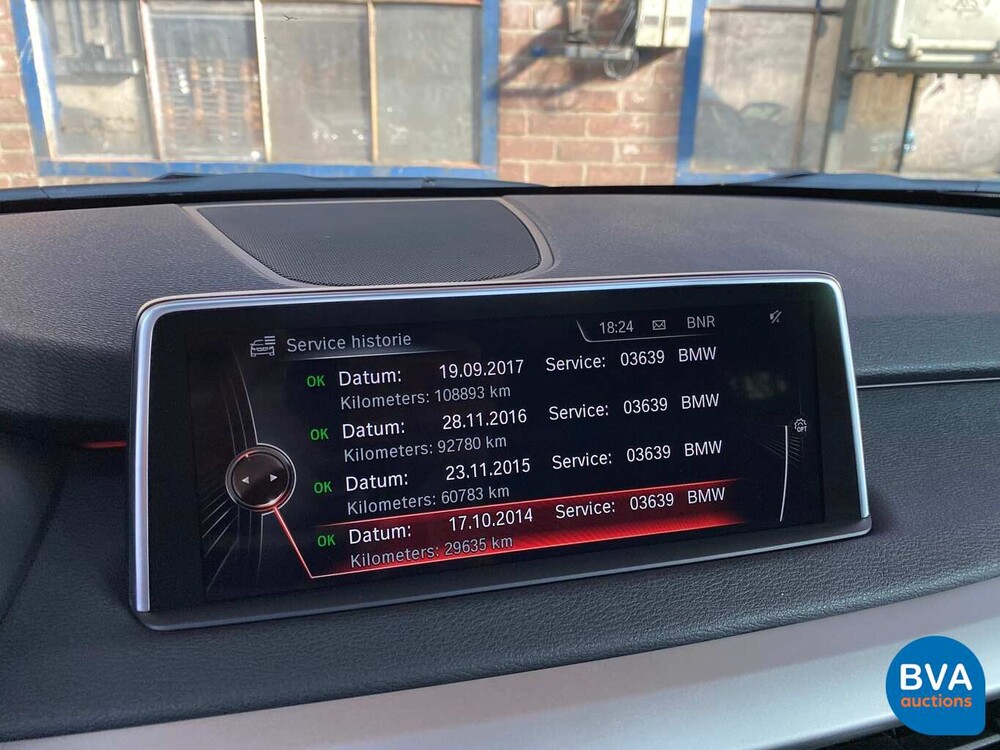 Service historie
18:24 BNR
OK Datum: 19.09.2017 Service: 03639 BMW
Kilometers: 108893 km
OK Datum: 28.11.2016 Service: 03639 BMW
Kilometers: 92780 km
OK Datum: 23.11.2015 Service: 03639 BMW
Kilometers: 60783 km
OK Datum: 17.10.2014 Service: 03639 BMW
Kilometers: 29635 km
OPT
BVA
auctions